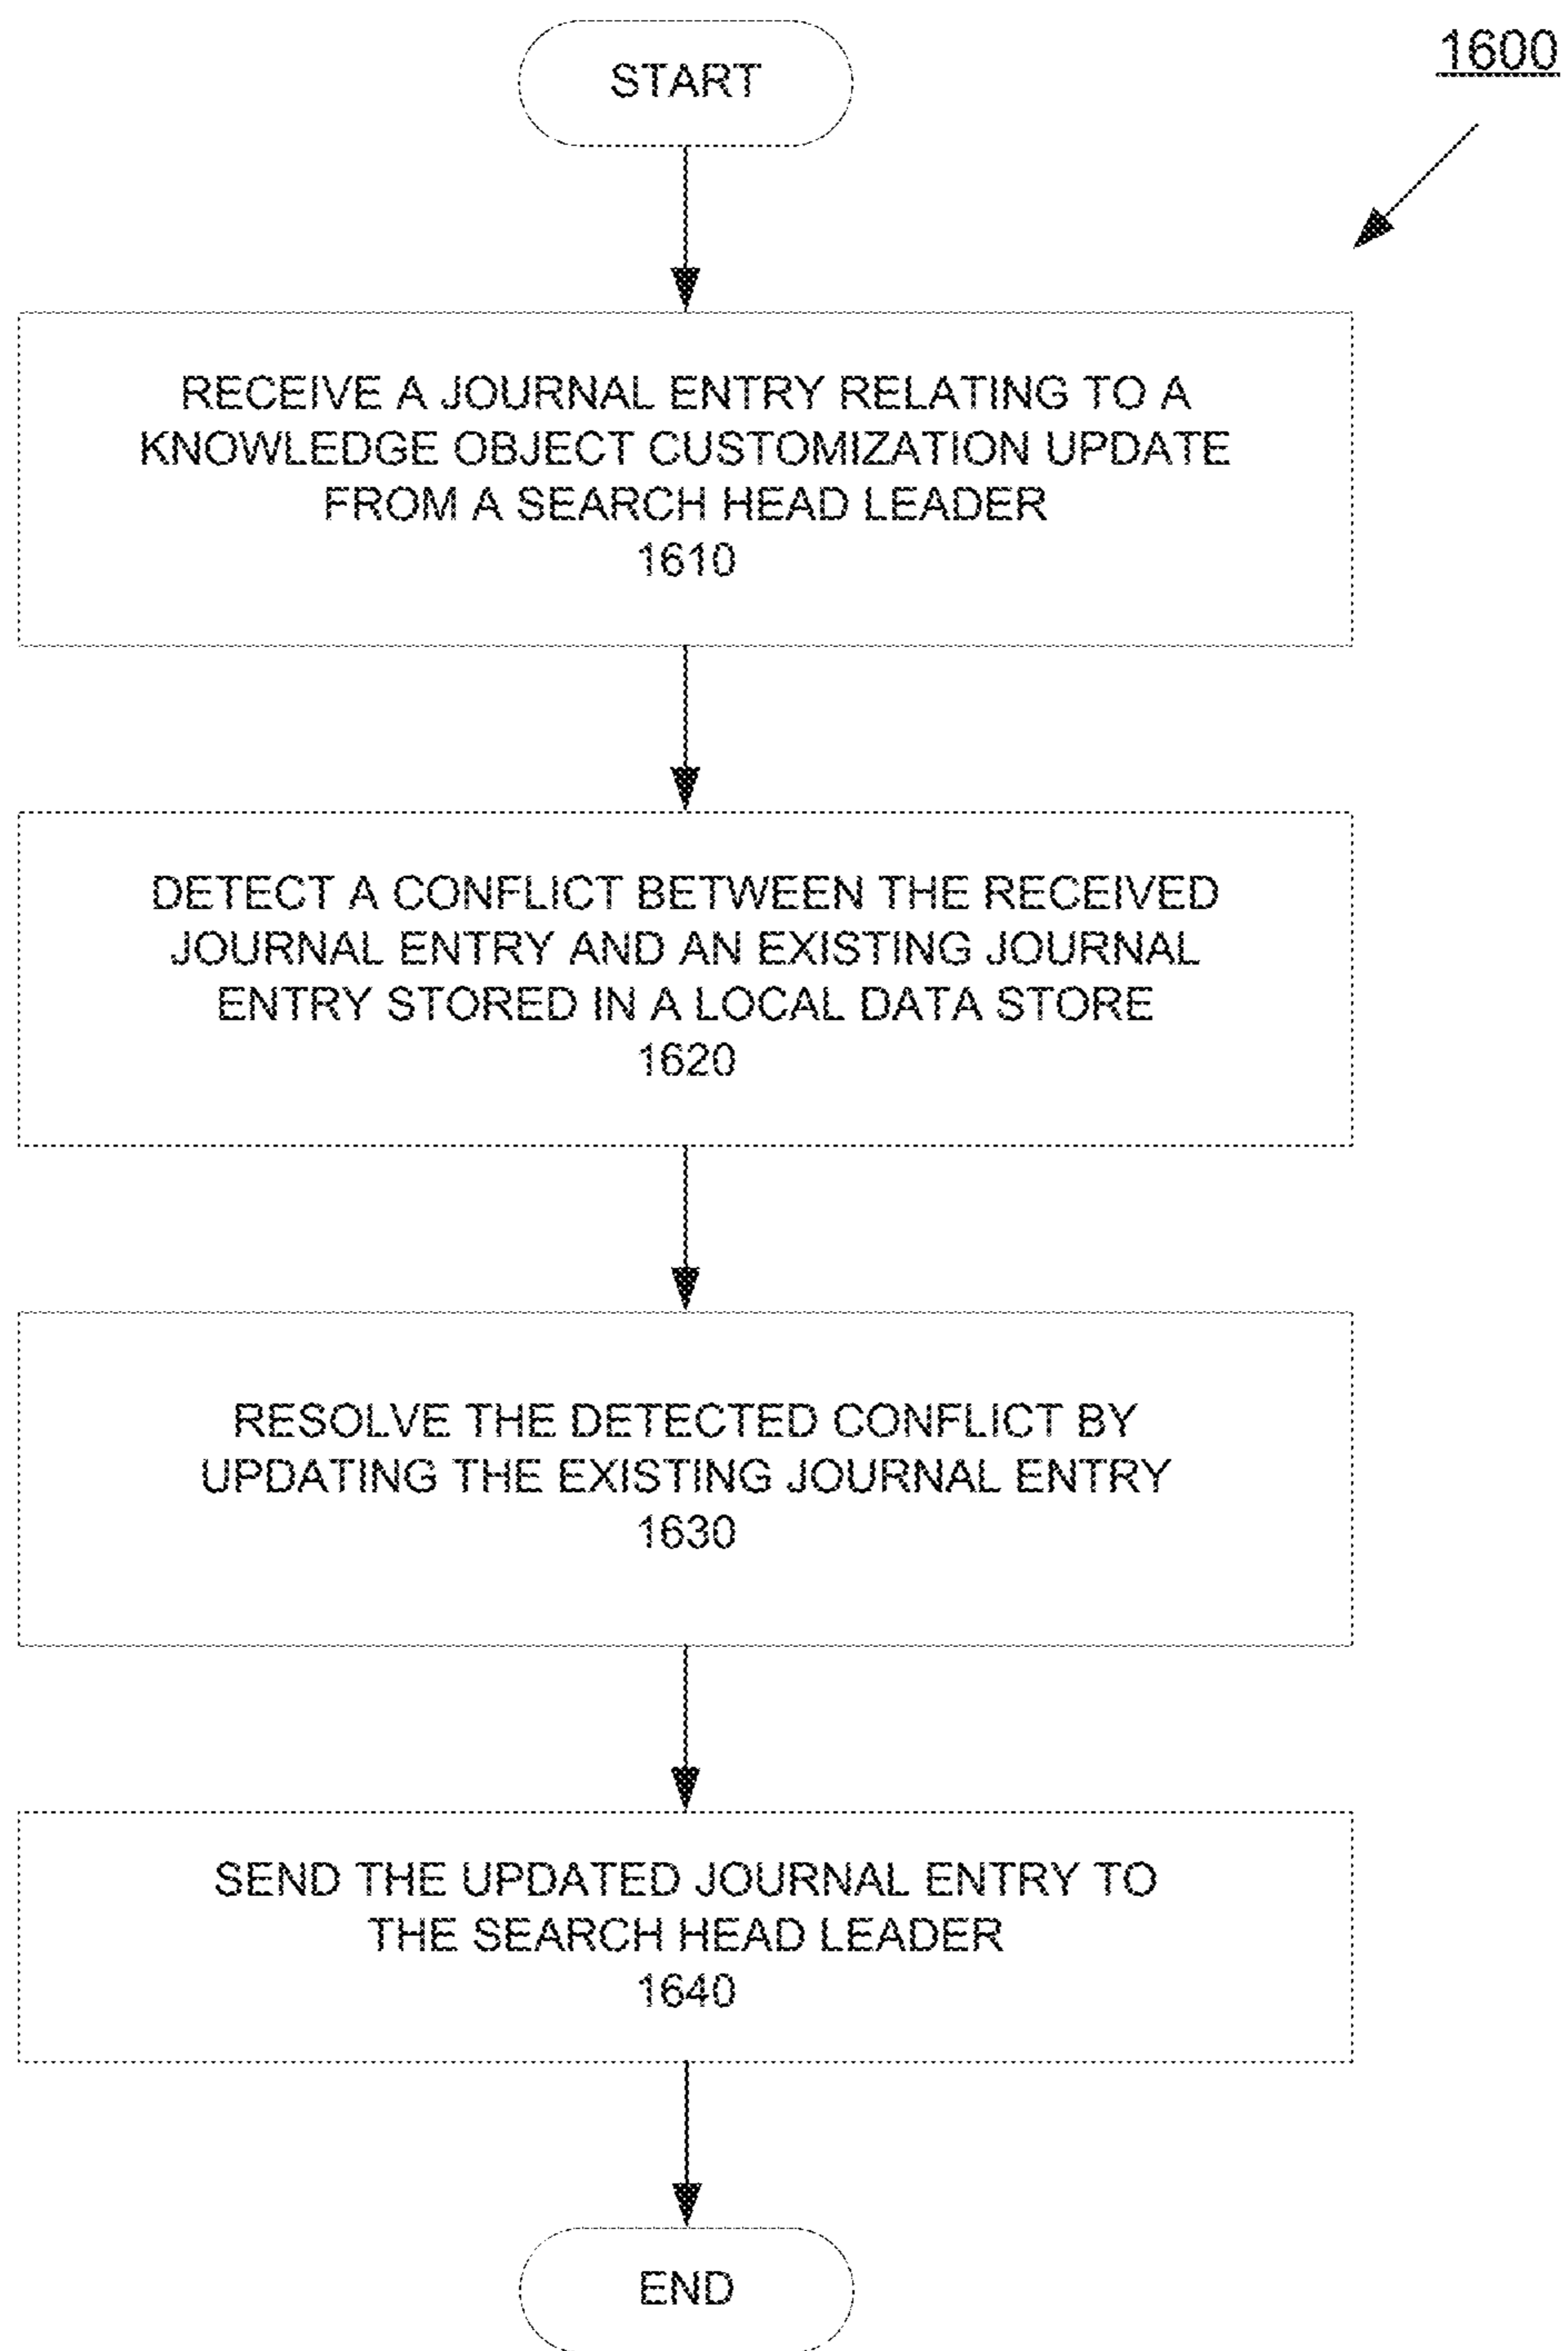 START
1600
RECEIVE A JOURNAL ENTRY RELATING TO A
KNOWLEDGE OBJECT CUSTOMIZATION UPDATE
FROM A SEARCH HEAD LEADER
1610
DETECT A CONFLICT BETWEEN THE RECEIVED
JOURNAL ENTRY AND AN EXISTING JOURNAL
ENTRY STORED IN A LOCAL DATA STORE
1620
RESOLVE THE DETECTED CONFLICT BY
UPDATING THE EXISTING JOURNAL ENTRY
1630
SEND THE UPDATED JOURNAL ENTRY TO
THE SEARCH HEAD LEADER
1640
END